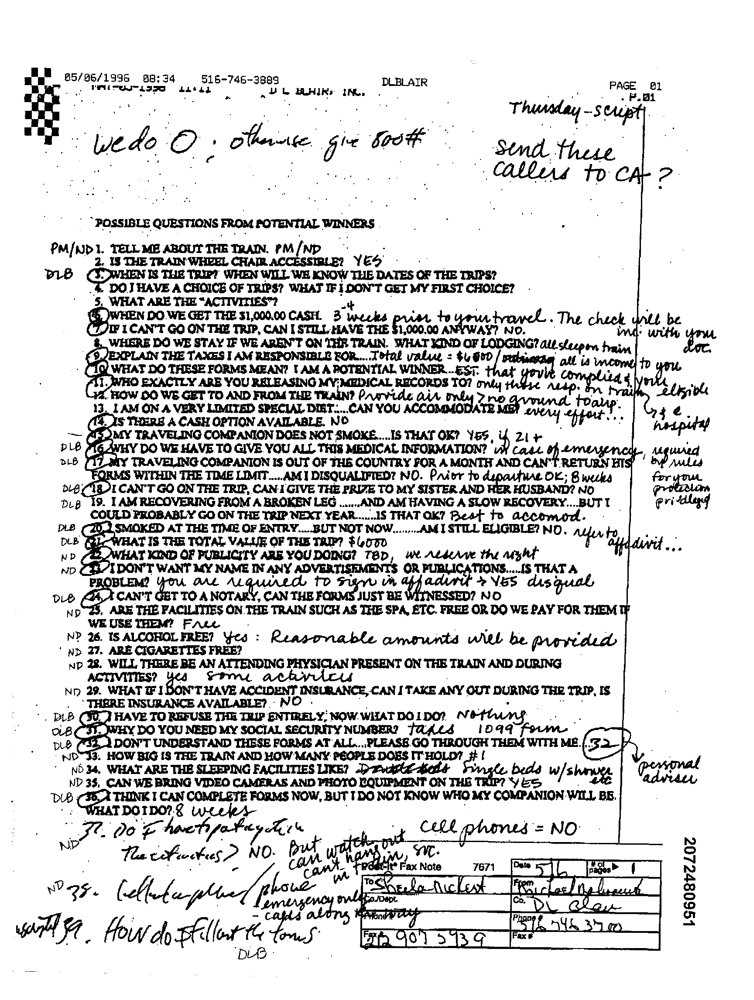 05/06/1996 08:34 516-746-3889 DLBLAIR PAGE 01
D L BLAIR, INC. P.01
Thursday-script
we do O ; otherwise give 800#
send these
callers to CA ?
POSSIBLE QUESTIONS FROM POTENTIAL WINNERS
PM/ND 1. TELL ME ABOUT THE TRAIN. PM/ND
2. IS THE TRAIN WHEEL CHAIR ACCESSIBLE? YES
DLB 3. WHEN IS THE TRIP? WHEN WILL WE KNOW THE DATES OF THE TRIPS?
4. DO I HAVE A CHOICE OF TRIPS? WHAT IF I DON'T GET MY FIRST CHOICE?
5. WHAT ARE THE "ACTIVITIES"?
6. WHEN DO WE GET THE $1,000.00 CASH. 3-4 weeks prior to your travel. The check will be
7. IF I CAN'T GO ON THE TRIP, CAN I STILL HAVE THE $1,000.00 ANYWAY? NO. inc. with your
8. WHERE DO WE STAY IF WE AREN'T ON THE TRAIN. WHAT KIND OF LODGING? all sleep on train doc.
9. EXPLAIN THE TAXES I AM RESPONSIBLE FOR.....Total value = $6000 / all is income to you
10. WHAT DO THESE FORMS MEAN? I AM A POTENTIAL WINNER...EST. that you've complied & you're eligible
11. WHO EXACTLY ARE YOU RELEASING MY MEDICAL RECORDS TO? only those resp. on train
12. HOW DO WE GET TO AND FROM THE TRAIN? Provide air only > no ground to airp. hospital
13. I AM ON A VERY LIMITED SPECIAL DIET.....CAN YOU ACCOMMODATE ME? every effort...
14. IS THERE A CASH OPTION AVAILABLE. NO
15. MY TRAVELING COMPANION DOES NOT SMOKE.....IS THAT OK? YES, if 21+
DLB 16. WHY DO WE HAVE TO GIVE YOU ALL THIS MEDICAL INFORMATION? in case of emergency, required
DLB 17. MY TRAVELING COMPANION IS OUT OF THE COUNTRY FOR A MONTH AND CAN'T RETURN HIS by rules
FORMS WITHIN THE TIME LIMIT.....AM I DISQUALIFIED? NO. Prior to departure OK; 8 weeks for your
DLB 18. I CAN'T GO ON THE TRIP, CAN I GIVE THE PRIZE TO MY SISTER AND HER HUSBAND? NO protection
DLB 19. I AM RECOVERING FROM A BROKEN LEG .......AND AM HAVING A SLOW RECOVERY.....BUT I priviledged
COULD PROBABLY GO ON THE TRIP NEXT YEAR......IS THAT OK? Best to accomod.
DLB 20. I SMOKED AT THE TIME OF ENTRY.....BUT NOT NOW.........AM I STILL ELIGIBLE? NO. refer to
DLB 21. WHAT IS THE TOTAL VALUE OF THE TRIP? $6000 affadivit...
ND 22. WHAT KIND OF PUBLICITY ARE YOU DOING? TBD, we reserve the right
ND 23. I DON'T WANT MY NAME IN ANY ADVERTISEMENTS OR PUBLICATIONS.....IS THAT A
PROBLEM? you are required to sign in affadivit > YES disqual
DLB 24. I CAN'T GET TO A NOTARY, CAN THE FORMS JUST BE WITNESSED? NO
ND 25. ARE THE FACILITIES ON THE TRAIN SUCH AS THE SPA, ETC. FREE OR DO WE PAY FOR THEM IF
WE USE THEM? Free
ND 26. IS ALCOHOL FREE? Yes : Reasonable amounts will be provided
ND 27. ARE CIGARETTES FREE?
ND 28. WILL THERE BE AN ATTENDING PHYSICIAN PRESENT ON THE TRAIN AND DURING
ACTIVITIES? yes some activities
ND 29. WHAT IF I DON'T HAVE ACCIDENT INSURANCE, CAN I TAKE ANY OUT DURING THE TRIP, IS
THERE INSURANCE AVAILABLE? NO
DLB 30. I HAVE TO REFUSE THE TRIP ENTIRELY, NOW WHAT DO I DO? Nothing
DLB 31. WHY DO YOU NEED MY SOCIAL SECURITY NUMBER? taxes 1099 form
DLB 32. I DON'T UNDERSTAND THESE FORMS AT ALL....PLEASE GO THROUGH THEM WITH ME. 32
ND 33. HOW BIG IS THE TRAIN AND HOW MANY PEOPLE DOES IT HOLD? #1 personal
ND 34. WHAT ARE THE SLEEPING FACILITIES LIKE? Double beds single beds w/shower etc adviser
ND 35. CAN WE BRING VIDEO CAMERAS AND PHOTO EQUIPMENT ON THE TRIP? YES
DLB 36. I THINK I CAN COMPLETE FORMS NOW, BUT I DO NOT KNOW WHO MY COMPANION WILL BE.
WHAT DO I DO? 8 weeks
ND 37. Do I have to participate in cell phones = NO
The activities > NO. But can watch, can't hang out in train, etc.
ND 38. Cellular phone / phone emergency only - calls along the way
39. How do I fill out the forms
DLB
Post-It® Fax Note 7671 Date 5/6 # of pages ▶ 1
To From Michael
Co./Dept. Co. DL Blair
Phone # 516 746 3700
Fax # 212 907 5939 Fax #
2072480951